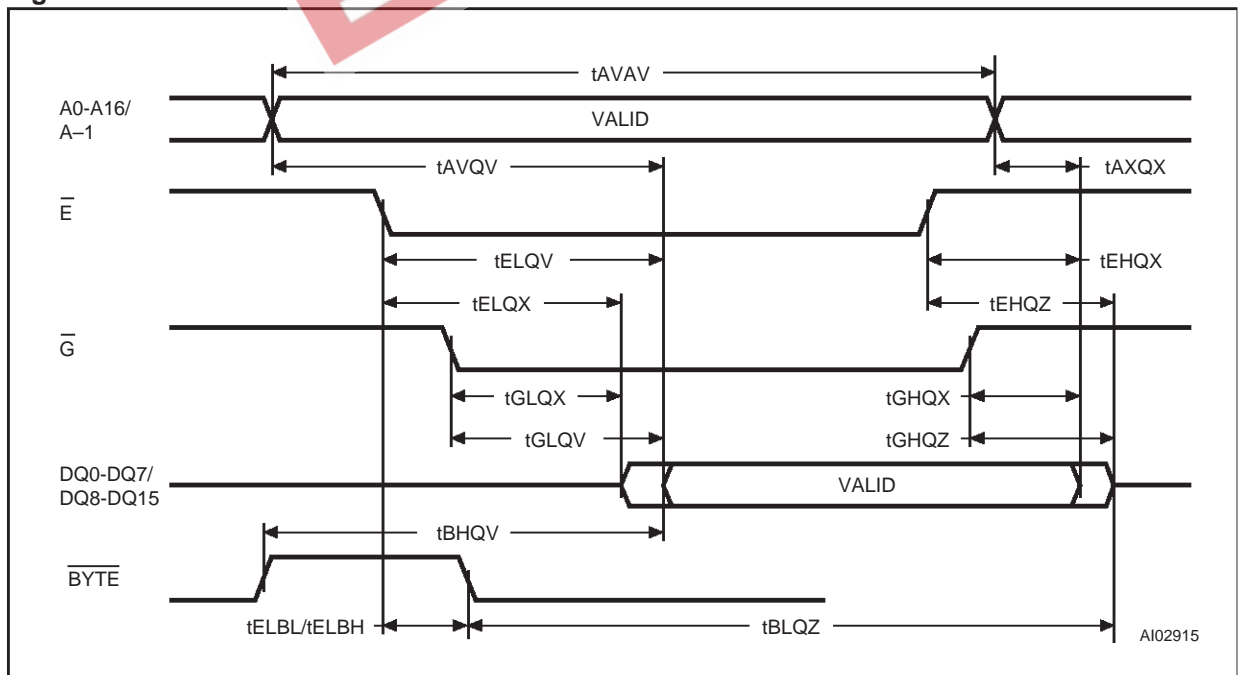 tAVAV
A0-A16/
A–1
VALID
tAVQV
tAXQX
E
tELQV
tEHQX
tELQX
tEHQZ
G
tGLQX
tGHQX
tGLQV
tGHQZ
DQ0-DQ7/
DQ8-DQ15
VALID
tBHQV
BYTE
tELBL/tELBH
tBLQZ
AI02915